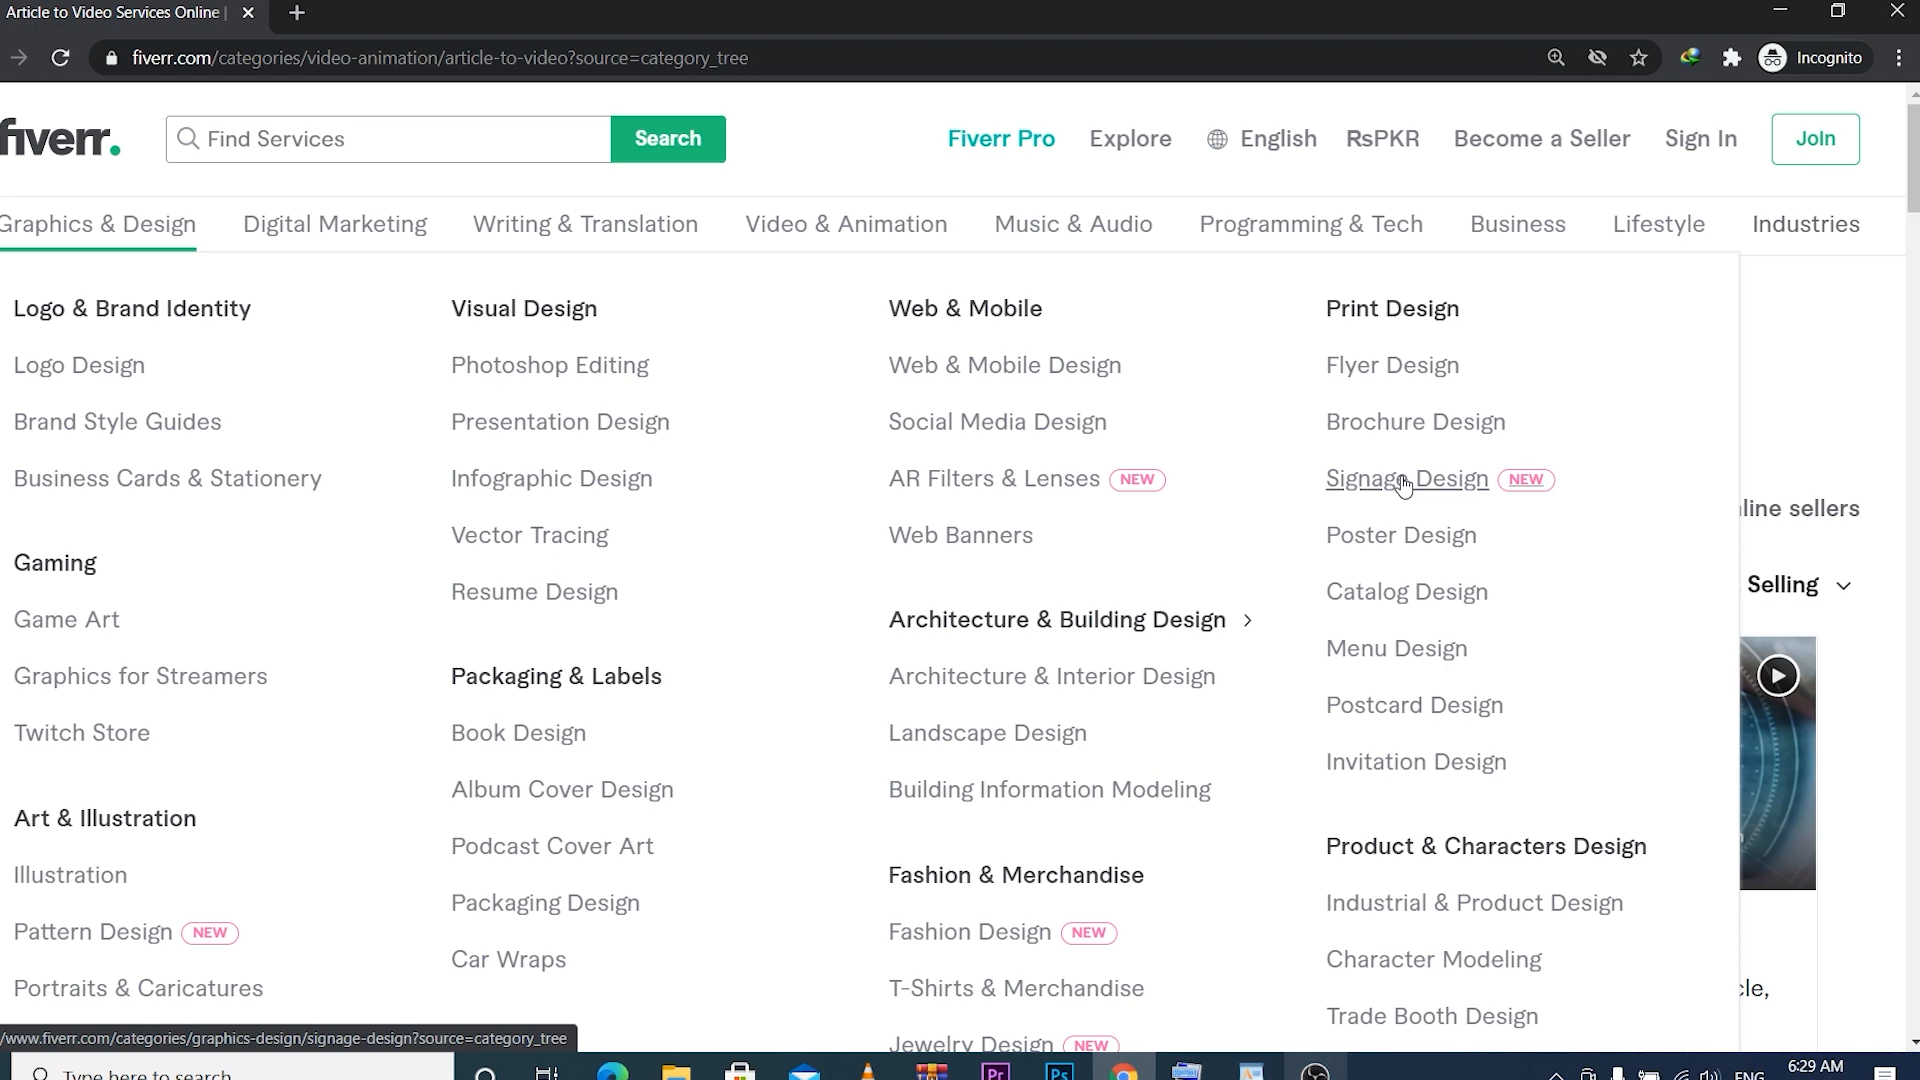 Article to Video Services Online |
fiverr.com/categories/video-animation/article-to-video?source=category_tree
Incognito
fiverr.
Find Services
Search
Fiverr Pro
Explore
English
RsPKR
Become a Seller
Sign In
Join
Graphics & Design
Digital Marketing
Writing & Translation
Video & Animation
Music & Audio
Programming & Tech
Business
Lifestyle
Industries
Logo & Brand Identity
Logo Design
Brand Style Guides
Business Cards & Stationery
Gaming
Game Art
Graphics for Streamers
Twitch Store
Art & Illustration
Illustration
Pattern Design NEW
Portraits & Caricatures
Visual Design
Photoshop Editing
Presentation Design
Infographic Design
Vector Tracing
Resume Design
Packaging & Labels
Book Design
Album Cover Design
Podcast Cover Art
Packaging Design
Car Wraps
Web & Mobile
Web & Mobile Design
Social Media Design
AR Filters & Lenses NEW
Web Banners
Architecture & Building Design
Architecture & Interior Design
Landscape Design
Building Information Modeling
Fashion & Merchandise
Fashion Design NEW
T-Shirts & Merchandise
Jewelry Design NEW
Print Design
Flyer Design
Brochure Design
Signage Design NEW
Poster Design
Catalog Design
Menu Design
Postcard Design
Invitation Design
Product & Characters Design
Industrial & Product Design
Character Modeling
Trade Booth Design
line sellers
Selling
cle,
/www.fiverr.com/categories/graphics-design/signage-design?source=category_tree
Type here to search
Pr
Ps
ENG
6:29 AM